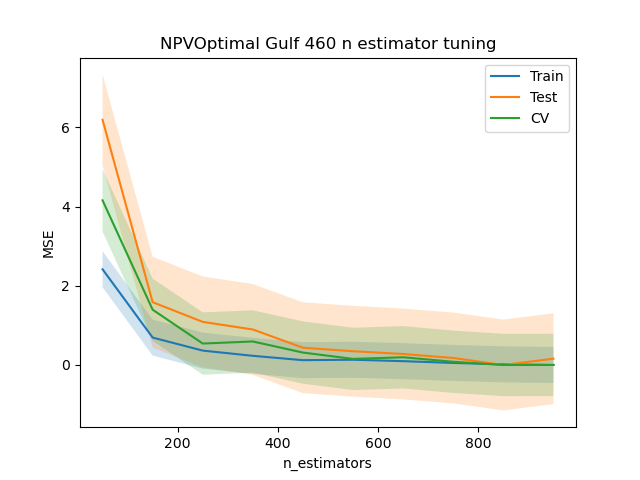 NPVOptimal Gulf 460 n estimator tuning
Train
Test
CV
MSE
6
4
2
0
200
400
600
800
n_estimators